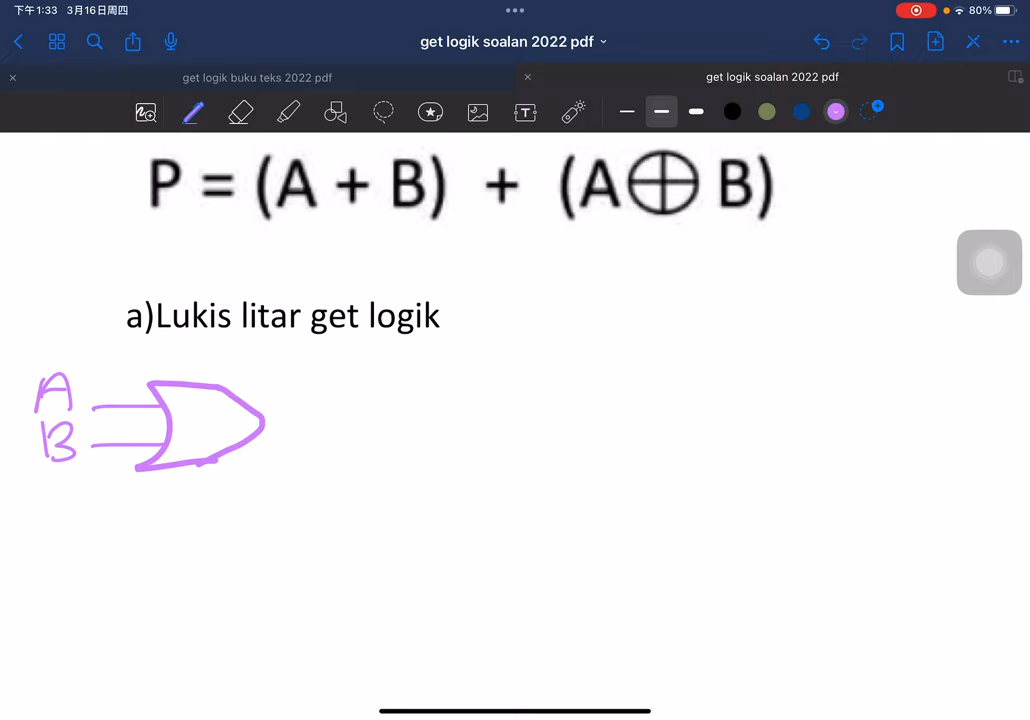 下午1:33 3月16日周四
80%
get logik soalan 2022 pdf
get logik buku teks 2022 pdf
get logik soalan 2022 pdf
T
P = (A + B) + (A ⊕ B)
a)Lukis litar get logik
A
B